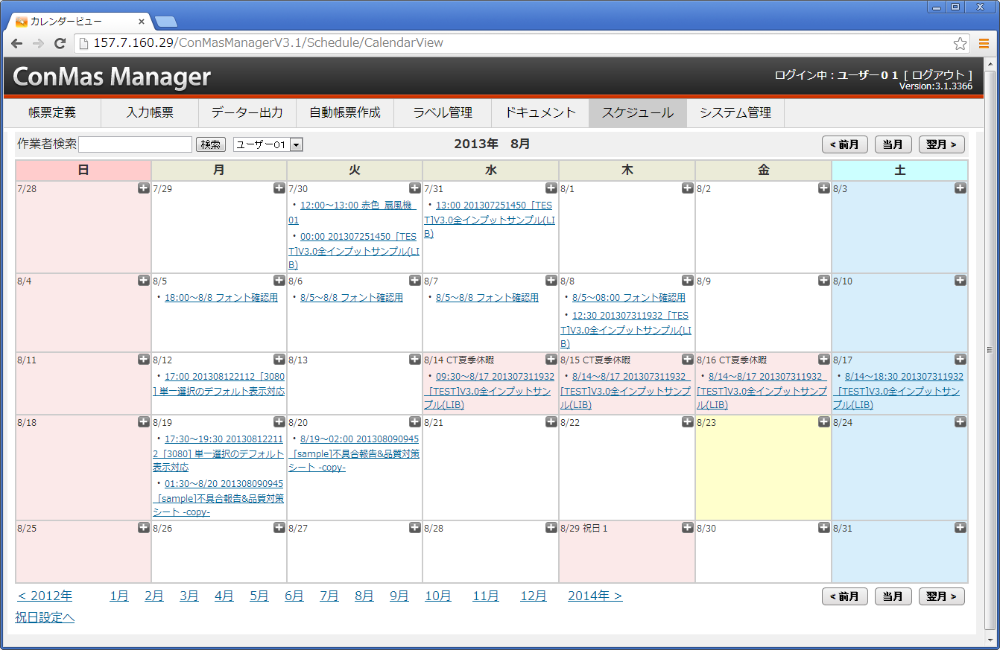 カレンダービュー
157.7.160.29/ConMasManagerV3.1/Schedule/CalendarView
ConMas Manager
ログイン中：ユーザー０１ [ ログアウト ]
Version:3.1.3366
帳票定義 入力帳票 データー出力 自動帳票作成 ラベル管理 ドキュメント スケジュール システム管理
作業者検索 検索 ユーザー01 2013年 8月 < 前月 当月 翌月 >
日 月 火 水 木 金 土
7/28
7/29
7/30
・12:00～13:00 赤色_扇風機_
01
・00:00 201307251450_[TES
T]V3.0全インプットサンプル(LI
B)
7/31
・13:00 201307251450_[TES
T]V3.0全インプットサンプル(LI
B)
8/1
8/2
8/3
8/4
8/5
・18:00～8/8 フォント確認用
8/6
・8/5～8/8 フォント確認用
8/7
・8/5～8/8 フォント確認用
8/8
・8/5～08:00 フォント確認用
・12:30 201307311932_[TES
T]V3.0全インプットサンプル(LI
B)
8/9
8/10
8/11
8/12
・17:00 201308122112_[3080
] 単一選択のデフォルト表示対応
8/13
8/14 CT夏季休暇
・09:30～8/17 201307311932
_[TEST]V3.0全インプットサン
プル(LIB)
8/15 CT夏季休暇
・8/14～8/17 201307311932_
[TEST]V3.0全インプットサンプ
ル(LIB)
8/16 CT夏季休暇
・8/14～8/17 201307311932_
[TEST]V3.0全インプットサンプ
ル(LIB)
8/17
・8/14～18:30 201307311932
_[TEST]V3.0全インプットサン
プル(LIB)
8/18
8/19
・17:30～19:30 20130812211
2_[3080] 単一選択のデフォルト
表示対応
・01:30～8/20 201308090945
_[sample]不具合報告&品質対策
シート -copy-
8/20
・8/19～02:00 201308090945
_[sample]不具合報告&品質対策
シート -copy-
8/21
8/22
8/23
8/24
8/25
8/26
8/27
8/28
8/29 祝日１
8/30
8/31
< 2012年 1月 2月 3月 4月 5月 6月 7月 8月 9月 10月 11月 12月 2014年 > < 前月 当月 翌月 >
祝日設定へ